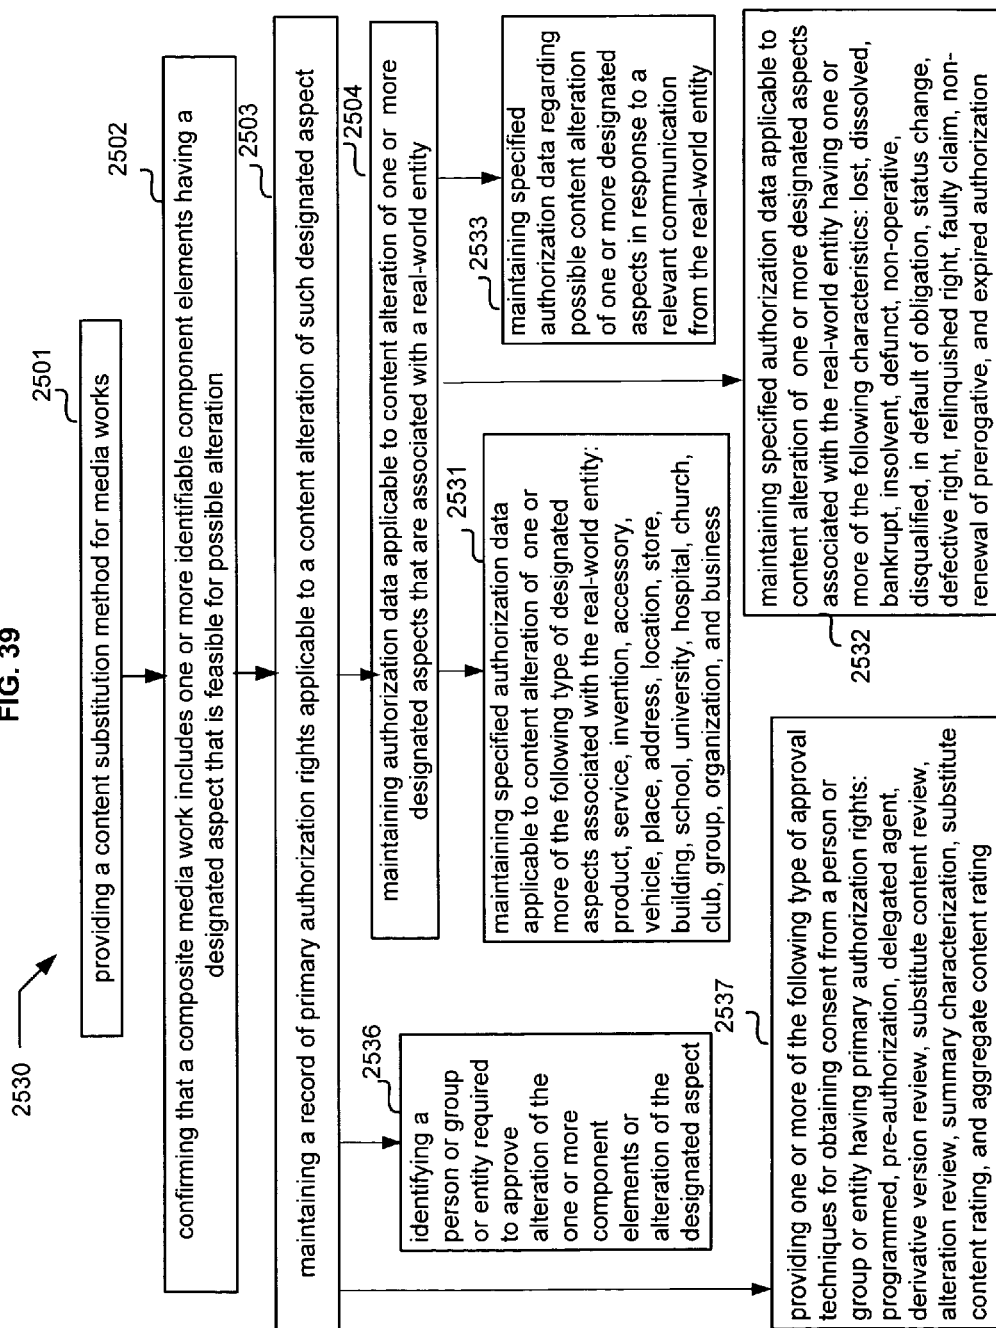 FIG. 39
2530
2501
providing a content substitution method for media works
2502
confirming that a composite media work includes one or more identifiable component elements having a
designated aspect that is feasible for possible alteration
2503
maintaining a record of primary authorization rights applicable to a content alteration of such designated aspect
2504
maintaining authorization data applicable to content alteration of one or more
designated aspects that are associated with a real-world entity
2536
identifying a
person or group
or entity required
to approve
alteration of the
one or more
component
elements or
alteration of the
designated aspect
2531
maintaining specified authorization data
applicable to content alteration of one or
more of the following type of designated
aspects associated with the real-world entity:
product, service, invention, accessory,
vehicle, place, address, location, store,
building, school, university, hospital, church,
club, group, organization, and business
2533
maintaining specified
authorization data regarding
possible content alteration
of one or more designated
aspects in response to a
relevant communication
from the real-world entity
2537
providing one or more of the following type of approval
techniques for obtaining consent from a person or
group or entity having primary authorization rights:
programmed, pre-authorization, delegated agent,
derivative version review, substitute content review,
alteration review, summary characterization, substitute
content rating, and aggregate content rating
2532
maintaining specified authorization data applicable to
content alteration of one or more designated aspects
associated with the real-world entity having one or
more of the following characteristics: lost, dissolved,
bankrupt, insolvent, defunct, non-operative,
disqualified, in default of obligation, status change,
defective right, relinquished right, faulty claim, non-
renewal of prerogative, and expired authorization